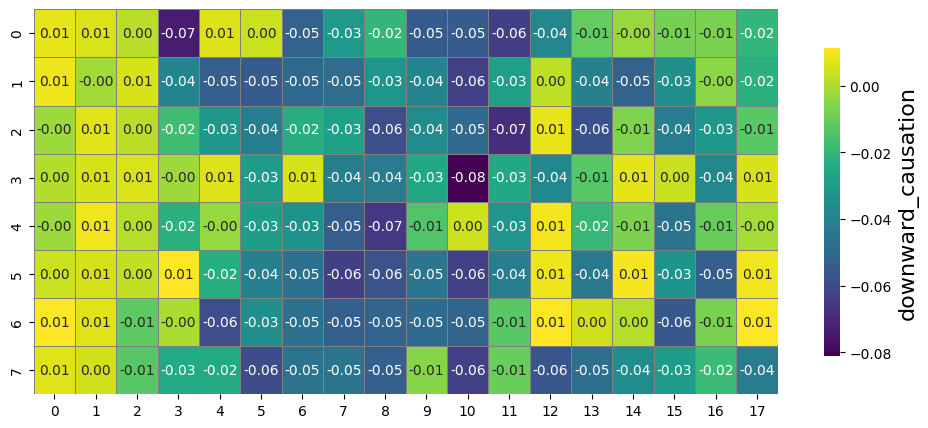 0 0.01 0.01 0.00 -0.07 0.01 0.00 -0.05 -0.03 -0.02 -0.05 -0.05 -0.06 -0.04 -0.01 -0.00 -0.01 -0.01 -0.02
1 0.01 -0.00 0.01 -0.04 -0.05 -0.05 -0.05 -0.05 -0.03 -0.04 -0.06 -0.03 0.00 -0.04 -0.05 -0.03 -0.00 -0.02
2 -0.00 0.01 0.00 -0.02 -0.03 -0.04 -0.02 -0.03 -0.06 -0.04 -0.05 -0.07 0.01 -0.06 -0.01 -0.04 -0.03 -0.01
3 0.00 0.01 0.01 -0.00 0.01 -0.03 0.01 -0.04 -0.04 -0.03 -0.08 -0.03 -0.04 -0.01 0.01 0.00 -0.04 0.01
4 -0.00 0.01 0.00 -0.02 -0.00 -0.03 -0.03 -0.05 -0.07 -0.01 0.00 -0.03 0.01 -0.02 -0.01 -0.05 -0.01 -0.00
5 0.00 0.01 0.00 0.01 -0.02 -0.04 -0.05 -0.06 -0.06 -0.05 -0.06 -0.04 0.01 -0.04 0.01 -0.03 -0.05 0.01
6 0.01 0.01 -0.01 -0.00 -0.06 -0.03 -0.05 -0.05 -0.05 -0.05 -0.05 -0.01 0.01 0.00 0.00 -0.06 -0.01 0.01
7 0.01 0.00 -0.01 -0.03 -0.02 -0.06 -0.05 -0.05 -0.05 -0.01 -0.06 -0.01 -0.06 -0.05 -0.04 -0.03 -0.02 -0.04
0 1 2 3 4 5 6 7 8 9 10 11 12 13 14 15 16 17
0.00
−0.02
−0.04
−0.06
−0.08
downward_causation